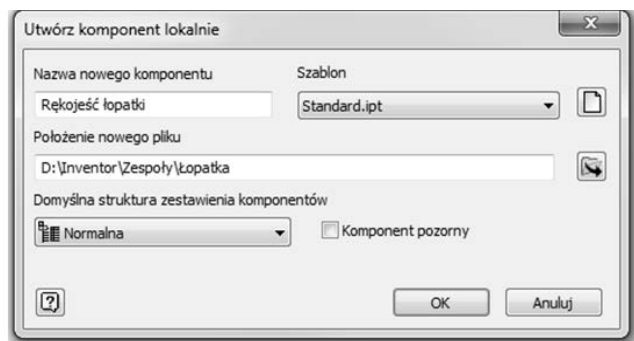 Utwórz komponent lokalnie
Nazwa nowego komponentu Szablon
Rękojeść łopatki Standard.ipt
Położenie nowego pliku
D:\Inventor\Zespoły\Łopatka
Domyślna struktura zestawienia komponentów
Normalna Komponent pozorny
OK Anuluj